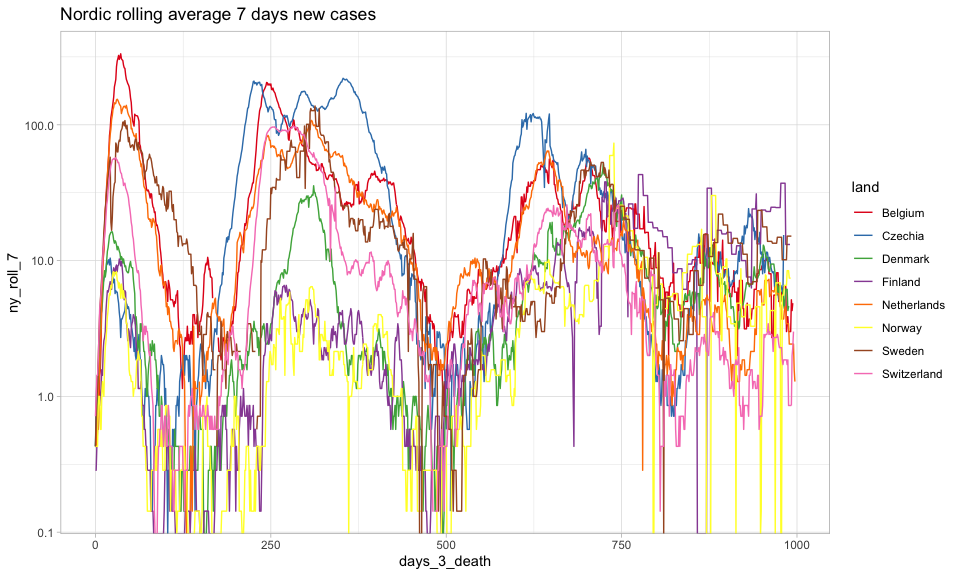 Nordic rolling average 7 days new cases
ny_roll_7
100.0
10.0
1.0
0.1
0
250
500
750
1000
days_3_death
land
Belgium
Czechia
Denmark
Finland
Netherlands
Norway
Sweden
Switzerland